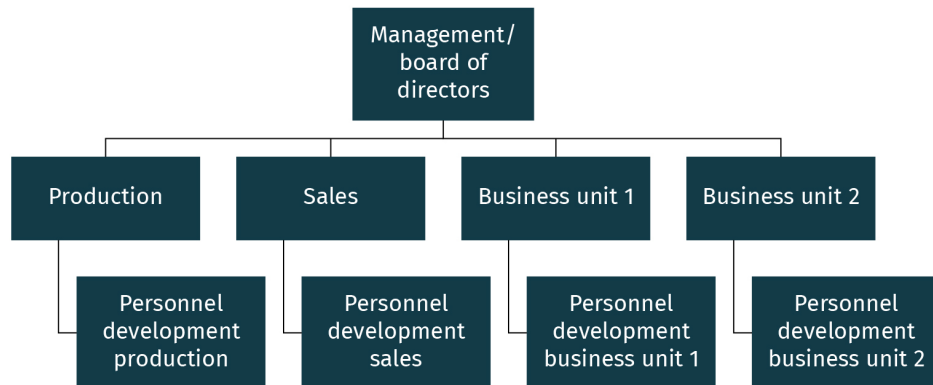 Management/
board of
directors
Production
Sales
Business unit 1
Business unit 2
Personnel
development
production
Personnel
development
sales
Personnel
development
business unit 1
Personnel
development
business unit 2